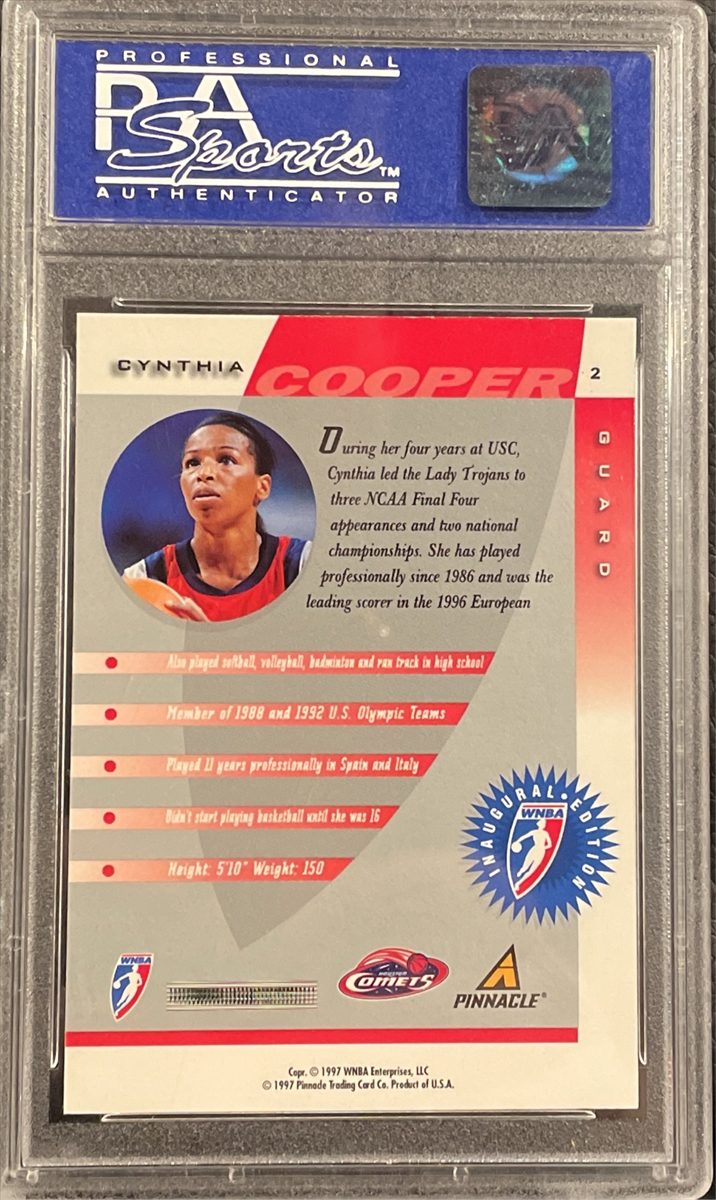 PROFESSIONAL
PSA
Sports™
AUTHENTICATOR
CYNTHIA COOPER 2
GUARD
During her four years at USC,
Cynthia led the Lady Trojans to
three NCAA Final Four
appearances and two national
championships. She has played
professionally since 1986 and was the
leading scorer in the 1996 European
Also played softball, volleyball, badminton and ran track in high school
Member of 1988 and 1992 U.S. Olympic Teams
Played 11 years professionally in Spain and Italy
Didn't start playing basketball until she was 16
Height: 5'10" Weight: 150
INAUGURAL • EDITION
WNBA
WNBA
HOUSTON
COMETS
PINNACLE®
Copr. © 1997 WNBA Enterprises, LLC
© 1997 Pinnacle Trading Card Co. Product of U.S.A.